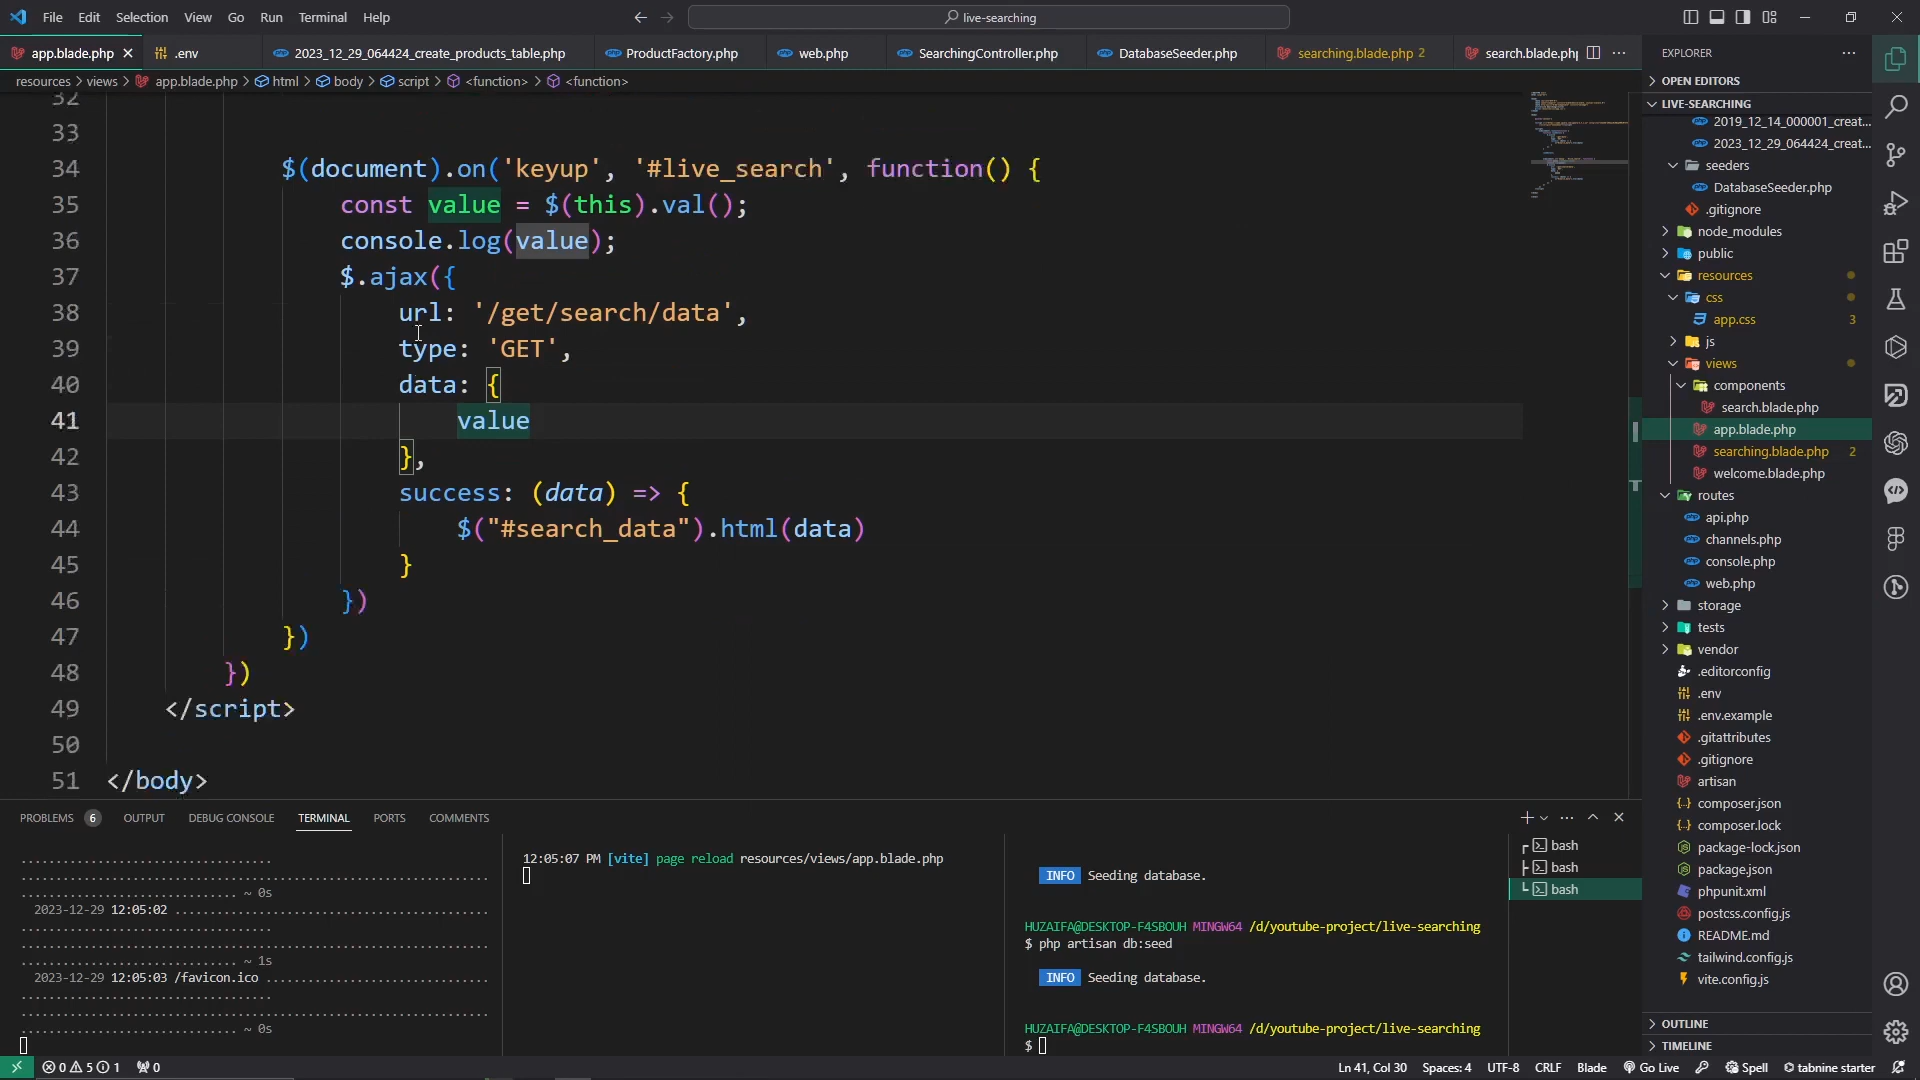 File Edit Selection View Go Run Terminal Help
live-searching
app.blade.php
.env
2023_12_29_064424_create_products_table.php
ProductFactory.php
web.php
SearchingController.php
DatabaseSeeder.php
searching.blade.php 2
search.blade.php
resources > views > app.blade.php > html > body > script > <function> > <function>
32
33
34 $(document).on('keyup', '#live_search', function() {
35 const value = $(this).val();
36 console.log(value);
37 $.ajax({
38 url: '/get/search/data',
39 type: 'GET',
40 data: {
41 value
42 },
43 success: (data) => {
44 $("#search_data").html(data)
45 }
46 })
47 })
48 })
49 </script>
50
51 </body>
EXPLORER
OPEN EDITORS
LIVE-SEARCHING
2019_12_14_000001_creat...
2023_12_29_064424_creat...
seeders
DatabaseSeeder.php
.gitignore
node_modules
public
resources
css
app.css 3
js
views
components
search.blade.php
app.blade.php
searching.blade.php 2
welcome.blade.php
routes
api.php
channels.php
console.php
web.php
storage
tests
vendor
.editorconfig
.env
.env.example
.gitattributes
.gitignore
artisan
composer.json
composer.lock
package-lock.json
package.json
phpunit.xml
postcss.config.js
README.md
tailwind.config.js
vite.config.js
OUTLINE
TIMELINE
PROBLEMS 6 OUTPUT DEBUG CONSOLE TERMINAL PORTS COMMENTS
...................................
..................................................................
............................... ~ 0s
2023-12-29 12:05:02 .............................................
...................................
..................................................................
............................... ~ 1s
2023-12-29 12:05:03 /favicon.ico ................................
...................................
..................................................................
............................... ~ 0s
12:05:07 PM [vite] page reload resources/views/app.blade.php
INFO Seeding database.
HUZAIFA@DESKTOP-F4SBOUH MINGW64 /d/youtube-project/live-searching
$ php artisan db:seed
INFO Seeding database.
HUZAIFA@DESKTOP-F4SBOUH MINGW64 /d/youtube-project/live-searching
$
bash
bash
bash
0 5 1 0
Ln 41, Col 30 Spaces: 4 UTF-8 CRLF Blade Go Live Spell tabnine starter